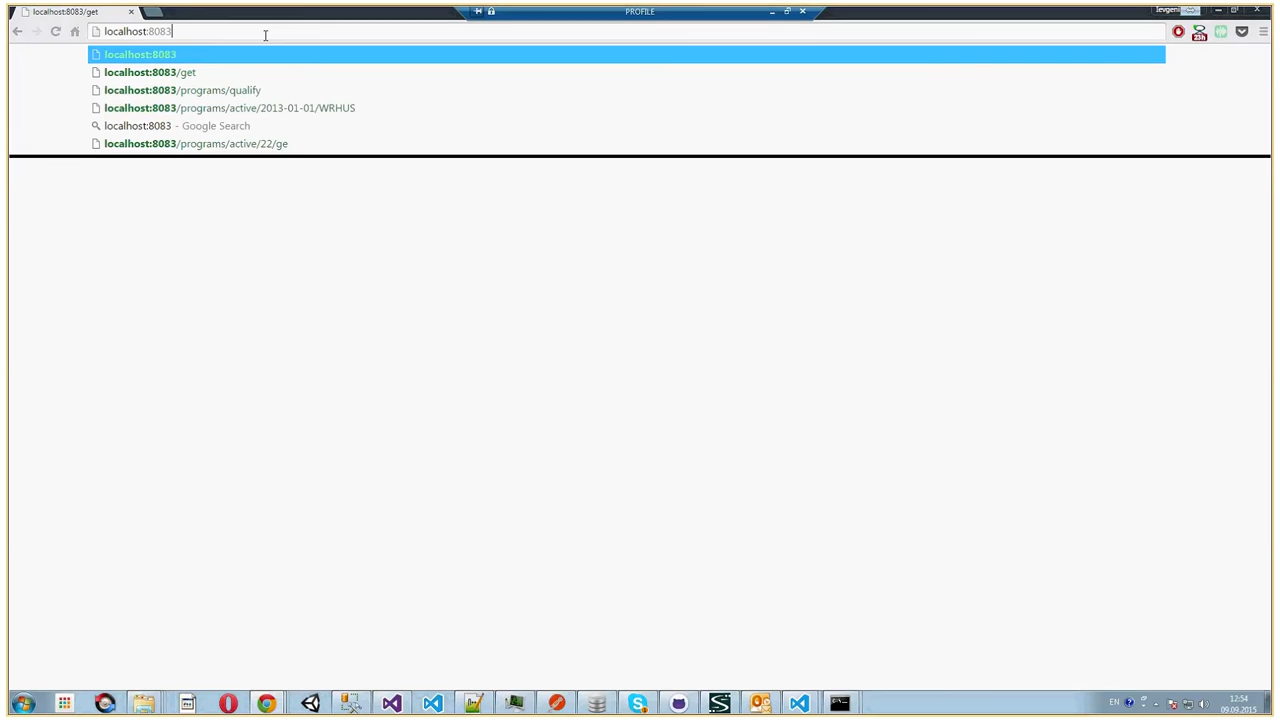 localhost:8083/get
PROFILE
Ievgeni
localhost:8083
23h
localhost:8083
localhost:8083/get
localhost:8083/programs/qualify
localhost:8083/programs/active/2013-01-01/WRHUS
localhost:8083 - Google Search
localhost:8083/programs/active/22/ge
EN
12:54
09.09.2015